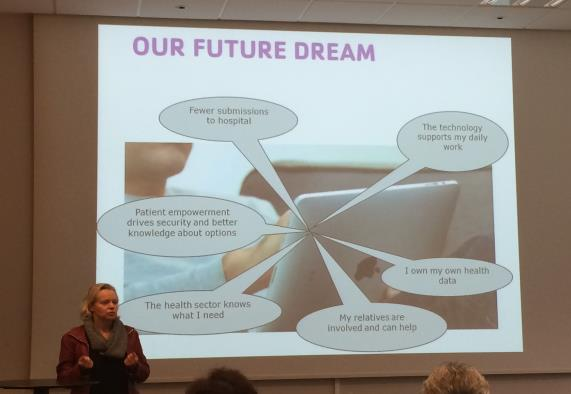 OUR FUTURE DREAM
Fewer submissions
to hospital
The technology
supports my daily
work
Patient empowerment
drives security and better
knowledge about options
I own my own health
data
The health sector knows
what I need
My relatives are
involved and can help